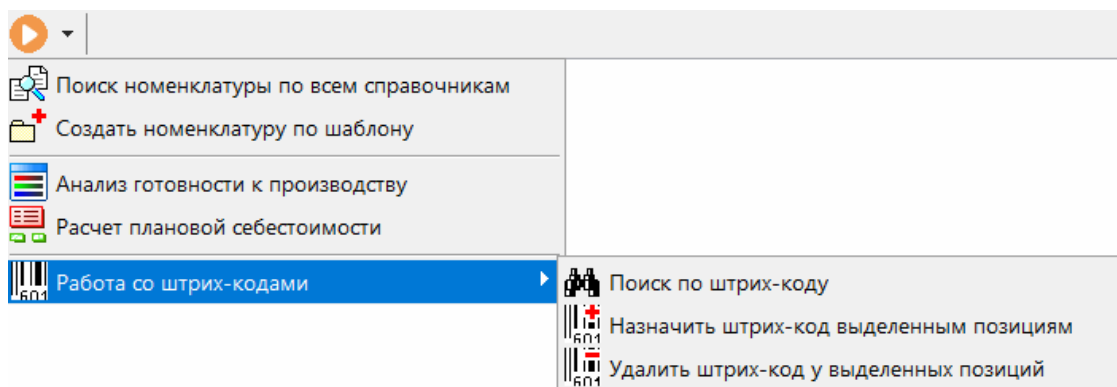 Поиск номенклатуры по всем справочникам
Создать номенклатуру по шаблону
Анализ готовности к производству
Расчет плановой себестоимости
Работа со штрих-кодами
Поиск по штрих-коду
Назначить штрих-код выделенным позициям
Удалить штрих-код у выделенных позиций